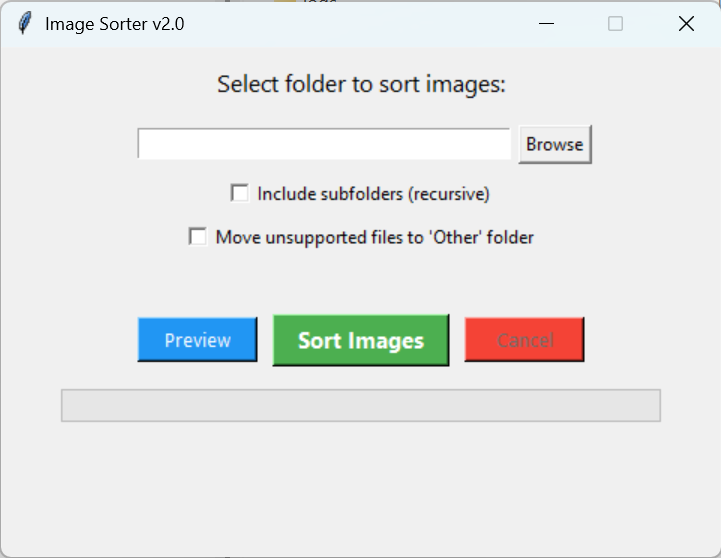 Image Sorter v2.0
Select folder to sort images:
Browse
Include subfolders (recursive)
Move unsupported files to 'Other' folder
Preview
Sort Images
Cancel